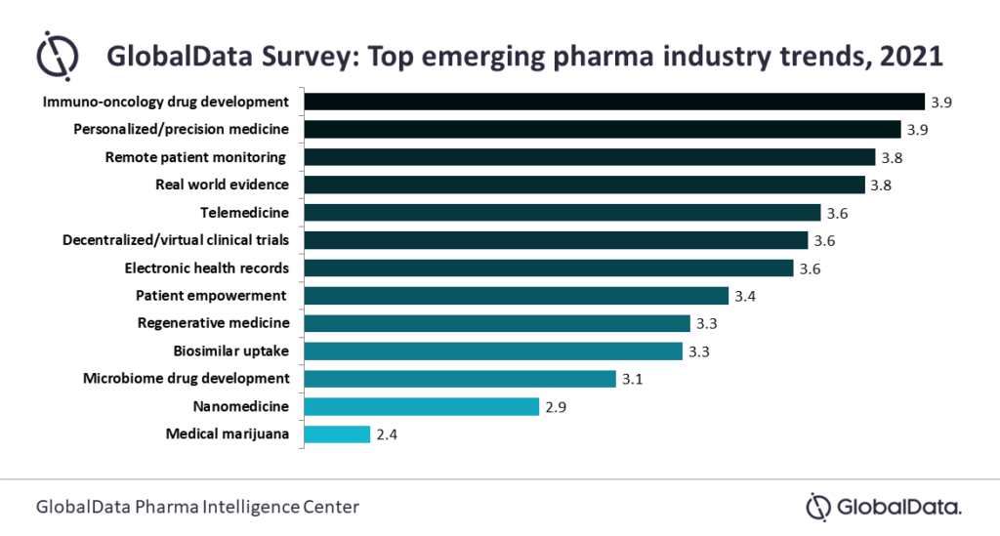 GlobalData Survey: Top emerging pharma industry trends, 2021
Immuno-oncology drug development 3.9
Personalized/precision medicine 3.9
Remote patient monitoring 3.8
Real world evidence 3.8
Telemedicine 3.6
Decentralized/virtual clinical trials 3.6
Electronic health records 3.6
Patient empowerment 3.4
Regenerative medicine 3.3
Biosimilar uptake 3.3
Microbiome drug development 3.1
Nanomedicine 2.9
Medical marijuana 2.4
GlobalData Pharma Intelligence Center
GlobalData.